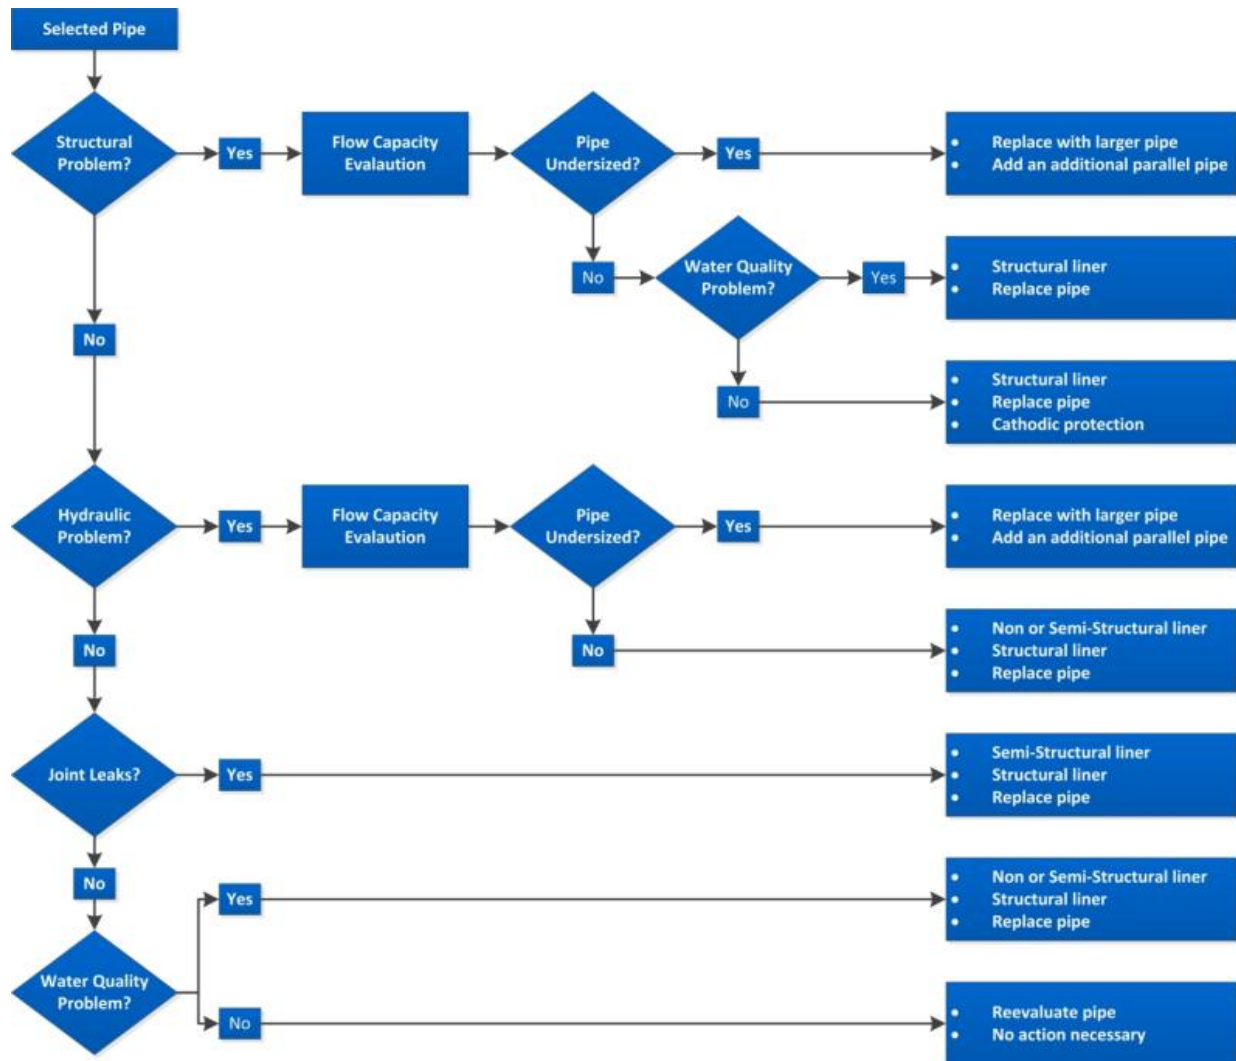 Selected Pipe
Structural
Problem?
Yes
Flow Capacity
Evalaution
Pipe
Undersized?
Yes
• Replace with larger pipe
• Add an additional parallel pipe
No
Water Quality
Problem?
Yes
• Structural liner
• Replace pipe
No
No
• Structural liner
• Replace pipe
• Cathodic protection
Hydraulic
Problem?
Yes
Flow Capacity
Evalaution
Pipe
Undersized?
Yes
• Replace with larger pipe
• Add an additional parallel pipe
No
No
• Non or Semi-Structural liner
• Structural liner
• Replace pipe
Joint Leaks?
Yes
• Semi-Structural liner
• Structural liner
• Replace pipe
No
Yes
• Non or Semi-Structural liner
• Structural liner
• Replace pipe
Water Quality
Problem?
No
• Reevaluate pipe
• No action necessary